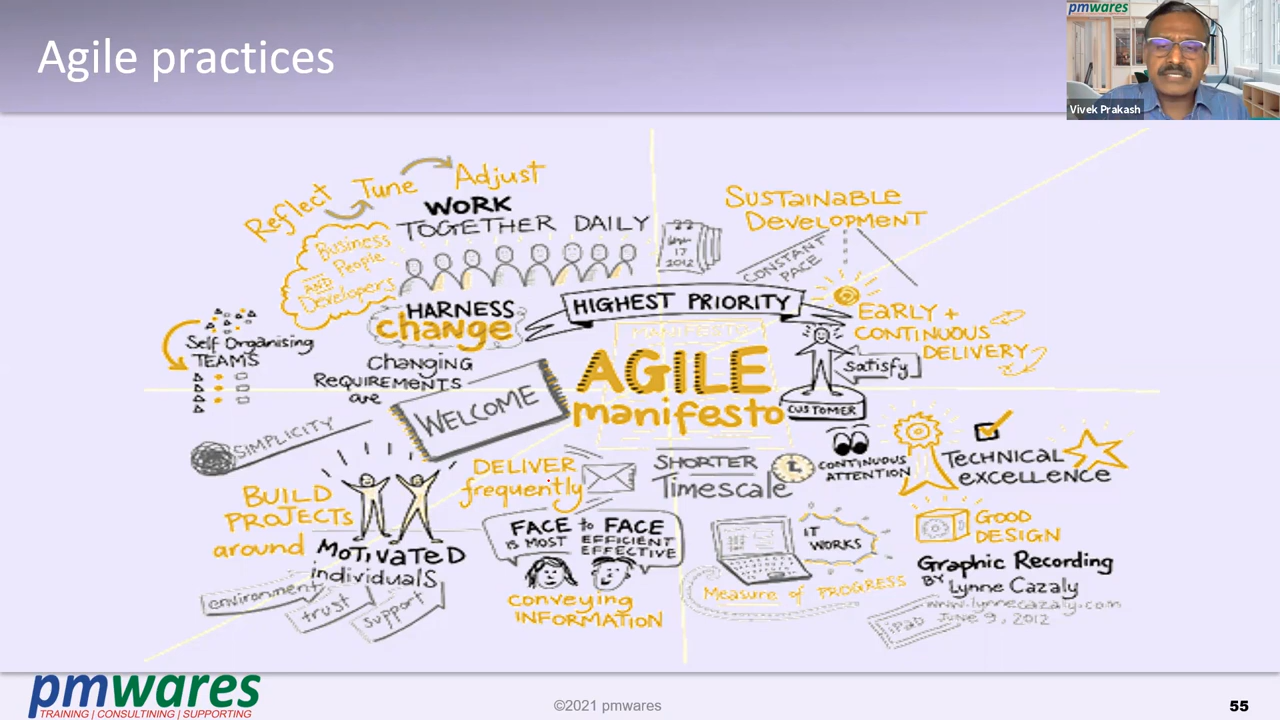 Agile practices
pmwares
Vivek Prakash
Reflect
Tune
Adjust
WORK
TOGETHER DAILY
Business
People
AND
Developers
17
2012
SUSTAINABLE
DEVELOPMENT
CONSTANT
PACE
HARNESS
change
HIGHEST PRIORITY
EARLY +
CONTINUOUS
DELIVERY
Self Organising
TEAMS
CHANGING
REQUIREMENTS
are
WELCOME
AGILE
manifesto
Satisfy
CUSTOMER
SIMPLICITY
DELIVER
frequently
SHORTER
Timescale
CONTINUOUS
ATTENTION
TECHNICAL
EXCELLENCE
BUILD
PROJECTS
around
MOTIVATED
individuals
environment
trust
support
FACE to FACE
IS MOST EFFICIENT
EFFECTIVE
conveying
INFORMATION
IT
WORKS
Measure of PROGRESS
GOOD
DESIGN
Graphic Recording
BY Lynne Cazaly
www.lynnecazaly.com
iPad JUNE 9, 2012
pmwares
TRAINING | CONSULTINING | SUPPORTING
©2021 pmwares
55